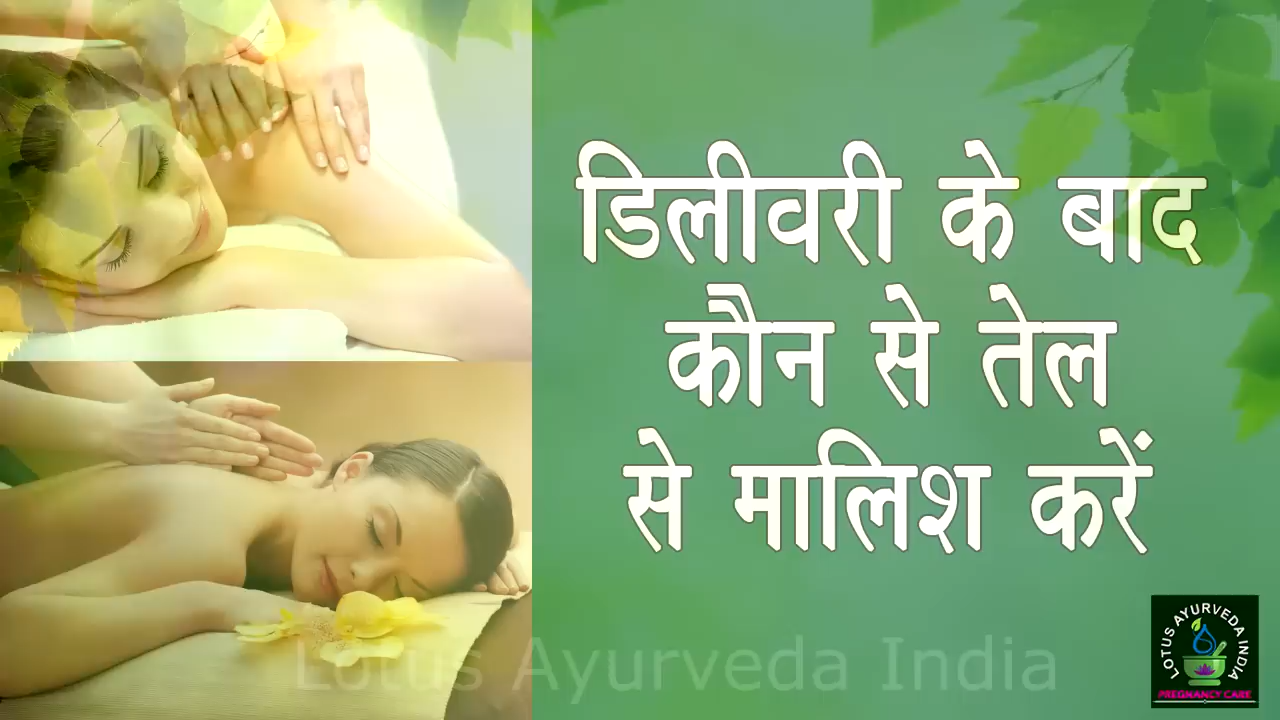 डिलीवरी के बाद
कौन से तेल
से मालिश करें
Lotus Ayurveda India
LOTUS AYURVEDA INDIA
PREGNANCY CARE